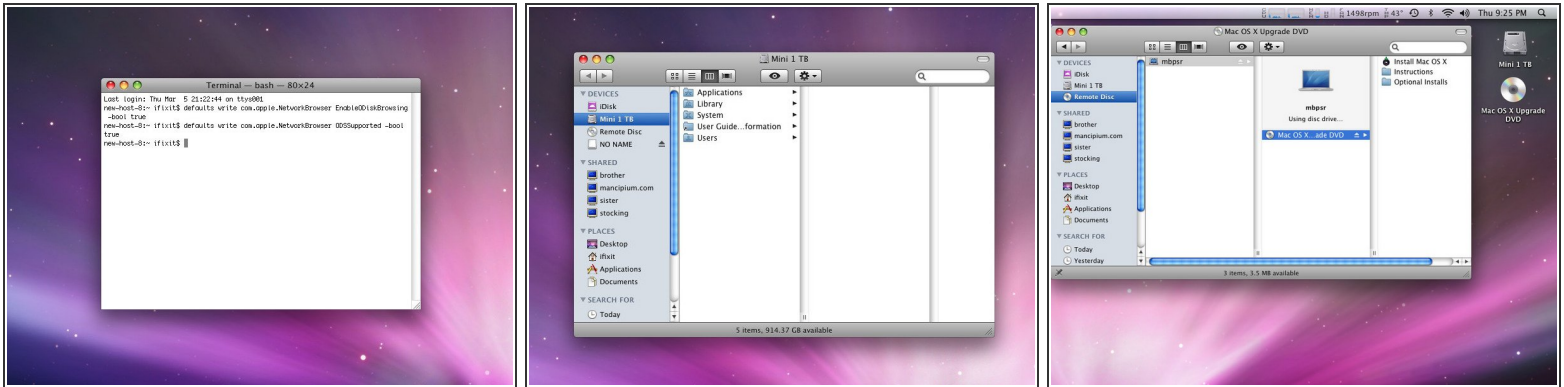 Terminal — bash — 80×24
Last login: Thu Mar  5 21:22:44 on ttys001
new-host-8:~ ifixit$ defaults write com.apple.NetworkBrowser EnableODiskBrowsing
 -bool true
new-host-8:~ ifixit$ defaults write com.apple.NetworkBrowser ODSSupported -bool
true
new-host-8:~ ifixit$
Mini 1 TB
DEVICES
iDisk
Mini 1 TB
Remote Disc
NO NAME
SHARED
brother
mancipium.com
sister
stocking
PLACES
Desktop
ifixit
Applications
Documents
SEARCH FOR
Today
Applications
Library
System
User Guide...formation
Users
5 items, 914.37 GB available
1498rpm 43° Thu 9:25 PM
Mac OS X Upgrade DVD
DEVICES
iDisk
Mini 1 TB
Remote Disc
SHARED
brother
mancipium.com
sister
stocking
PLACES
Desktop
ifixit
Applications
Documents
SEARCH FOR
Today
Yesterday
mbpsr
mbpsr
Using disc drive...
Mac OS X...ade DVD
Install Mac OS X
Instructions
Optional Installs
3 items, 3.5 MB available
Mini 1 TB
Mac OS X Upgrade
DVD